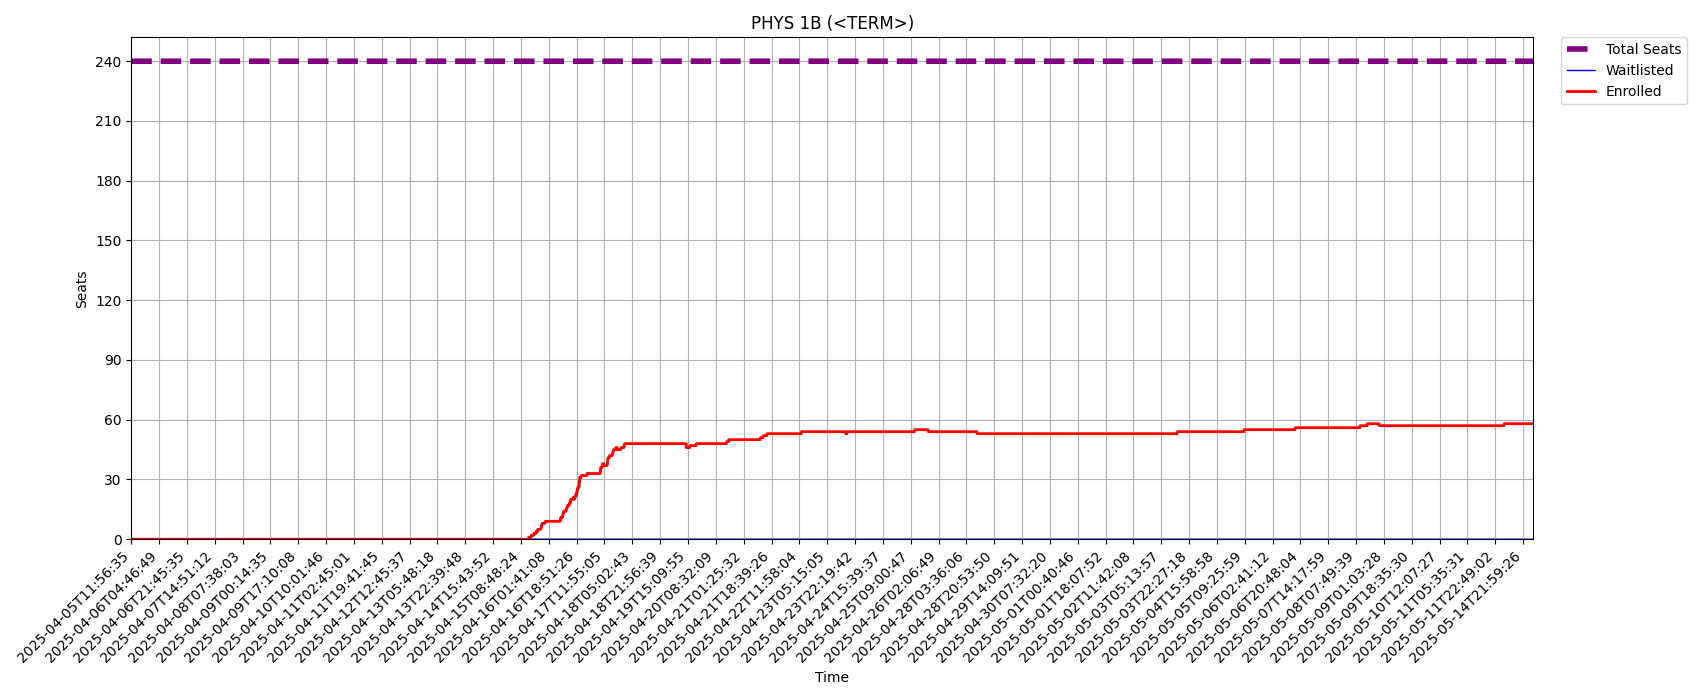 PHYS 1B (<TERM>)
Total Seats
Waitlisted
Enrolled
Seats
240
210
180
150
120
90
60
30
0
2025-04-05T11:56:35
2025-04-06T04:46:49
2025-04-06T21:45:35
2025-04-07T14:51:12
2025-04-08T07:38:03
2025-04-09T00:14:35
2025-04-09T17:10:08
2025-04-10T10:01:46
2025-04-11T02:45:01
2025-04-11T19:41:45
2025-04-12T12:45:37
2025-04-13T05:48:18
2025-04-13T22:39:48
2025-04-14T15:43:52
2025-04-15T08:48:24
2025-04-16T01:41:08
2025-04-16T18:51:26
2025-04-17T11:55:05
2025-04-18T05:02:43
2025-04-18T21:56:39
2025-04-19T15:09:55
2025-04-20T08:32:09
2025-04-21T01:25:32
2025-04-21T18:39:26
2025-04-22T11:58:04
2025-04-23T05:15:05
2025-04-23T22:19:42
2025-04-24T15:39:37
2025-04-25T09:00:47
2025-04-26T02:06:49
2025-04-28T03:36:06
2025-04-28T20:53:50
2025-04-29T14:09:51
2025-04-30T07:32:20
2025-05-01T00:40:46
2025-05-01T18:07:52
2025-05-02T11:42:08
2025-05-03T05:13:57
2025-05-03T22:27:18
2025-05-04T15:58:58
2025-05-05T09:25:59
2025-05-06T02:41:12
2025-05-06T20:48:04
2025-05-07T14:17:59
2025-05-08T07:49:39
2025-05-09T01:03:28
2025-05-09T18:35:30
2025-05-10T12:07:27
2025-05-11T05:35:31
2025-05-11T22:49:02
2025-05-14T21:59:26
Time